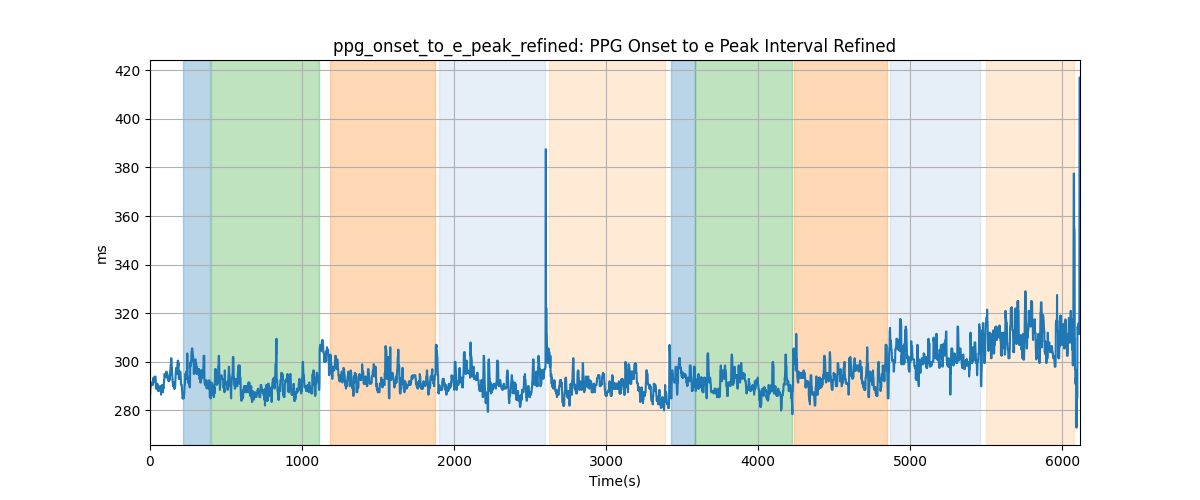 ppg_onset_to_e_peak_refined: PPG Onset to e Peak Interval Refined
420
400
380
360
340
320
300
280
ms
0 1000 2000 3000 4000 5000 6000
Time(s)